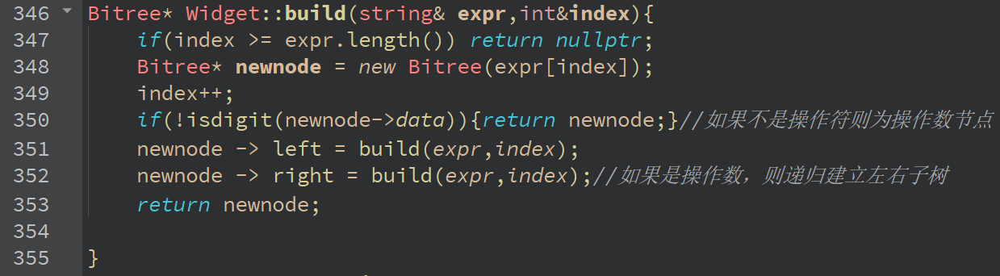 346 Bitree* Widget::build(string& expr,int&index){
347 if(index >= expr.length()) return nullptr;
348 Bitree* newnode = new Bitree(expr[index]);
349 index++;
350 if(!isdigit(newnode->data)){return newnode;}//如果不是操作符则为操作数节点
351 newnode -> left = build(expr,index);
352 newnode -> right = build(expr,index);//如果是操作数，则递归建立左右子树
353 return newnode;
354
355 }